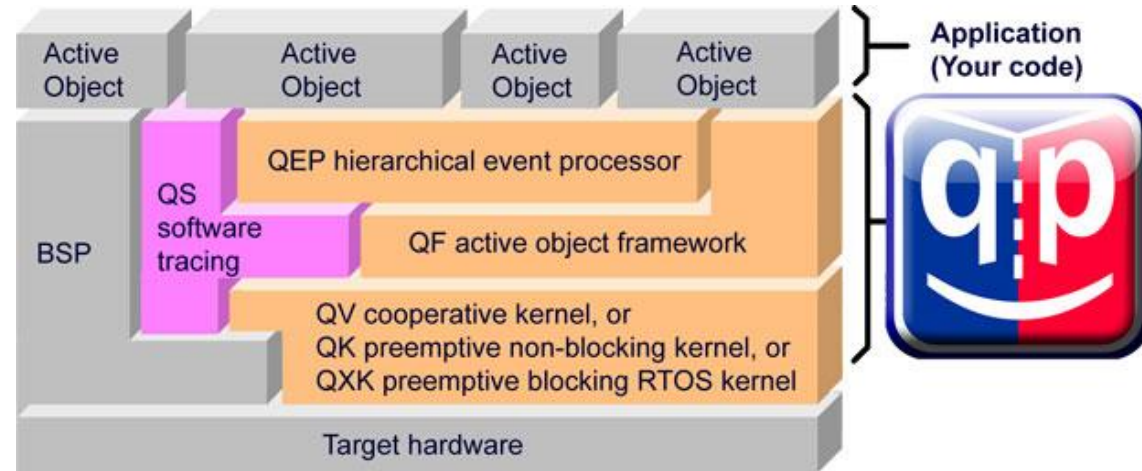 Active
Object
Active
Object
Active
Object
Active
Object
Application
(Your code)
QEP hierarchical event processor
QS
software
tracing
BSP
QF active object framework
qp
QV cooperative kernel, or
QK preemptive non-blocking kernel, or
QXK preemptive blocking RTOS kernel
Target hardware